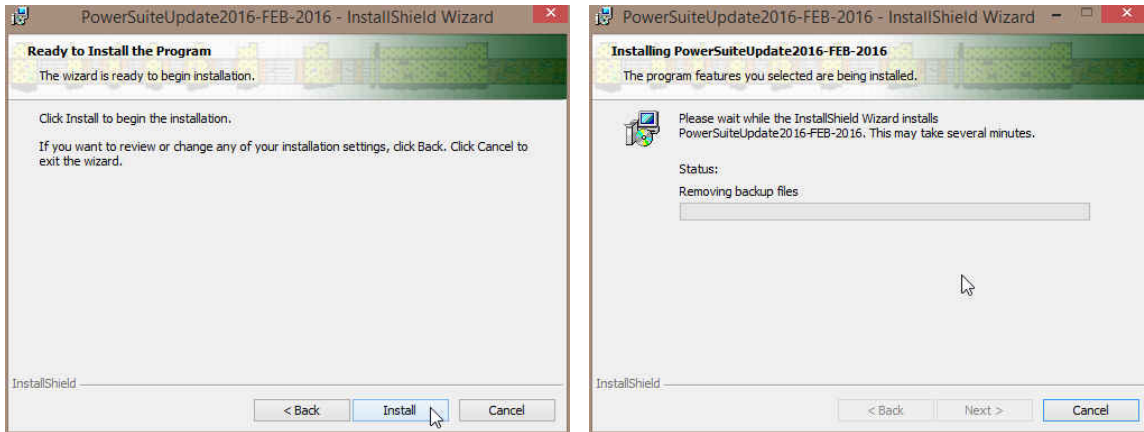 PowerSuiteUpdate2016-FEB-2016 - InstallShield Wizard
Ready to Install the Program
The wizard is ready to begin installation.
Click Install to begin the installation.
If you want to review or change any of your installation settings, click Back. Click Cancel to
exit the wizard.
InstallShield
< Back Install Cancel
PowerSuiteUpdate2016-FEB-2016 - InstallShield Wizard
Installing PowerSuiteUpdate2016-FEB-2016
The program features you selected are being installed.
Please wait while the InstallShield Wizard installs
PowerSuiteUpdate2016-FEB-2016. This may take several minutes.
Status:
Removing backup files
InstallShield
< Back Next > Cancel